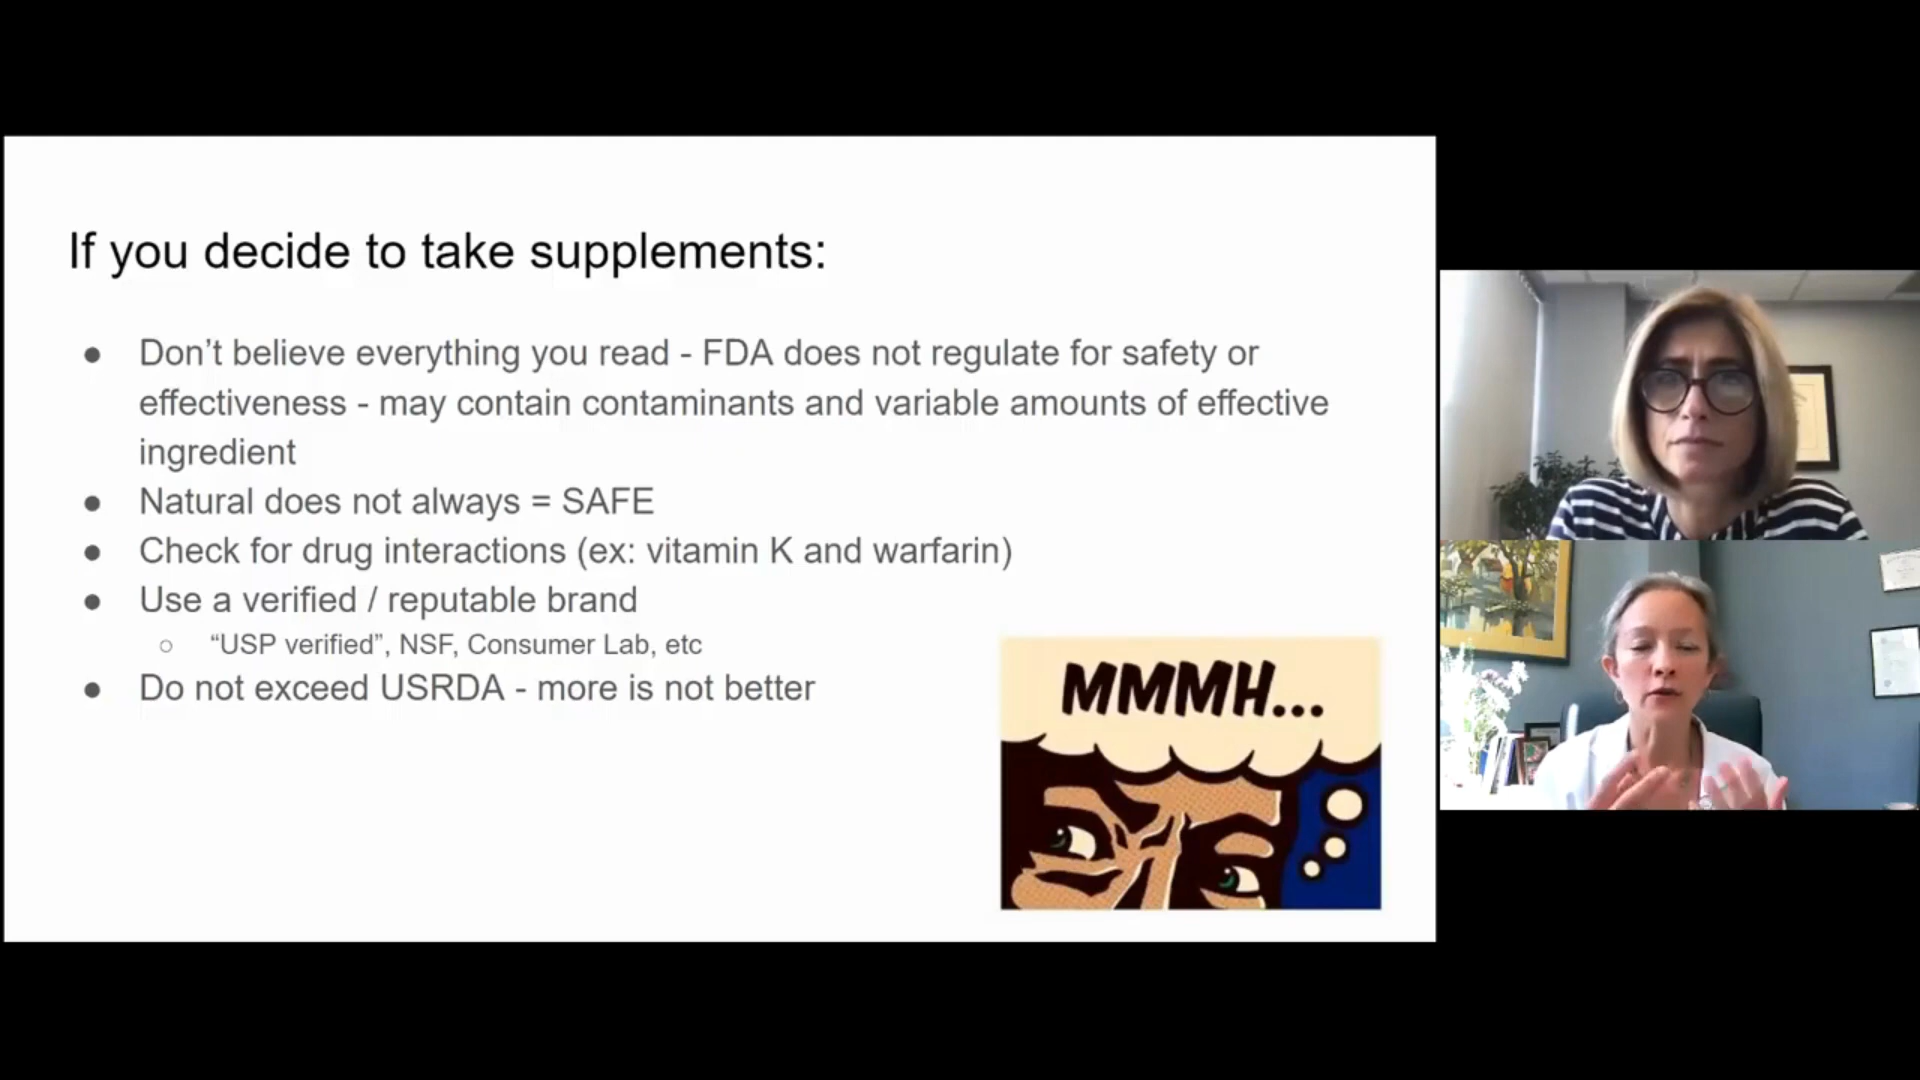 If you decide to take supplements:
● Don’t believe everything you read - FDA does not regulate for safety or
effectiveness - may contain contaminants and variable amounts of effective
ingredient
● Natural does not always = SAFE
● Check for drug interactions (ex: vitamin K and warfarin)
● Use a verified / reputable brand
○ “USP verified”, NSF, Consumer Lab, etc
● Do not exceed USRDA - more is not better
MMMH...